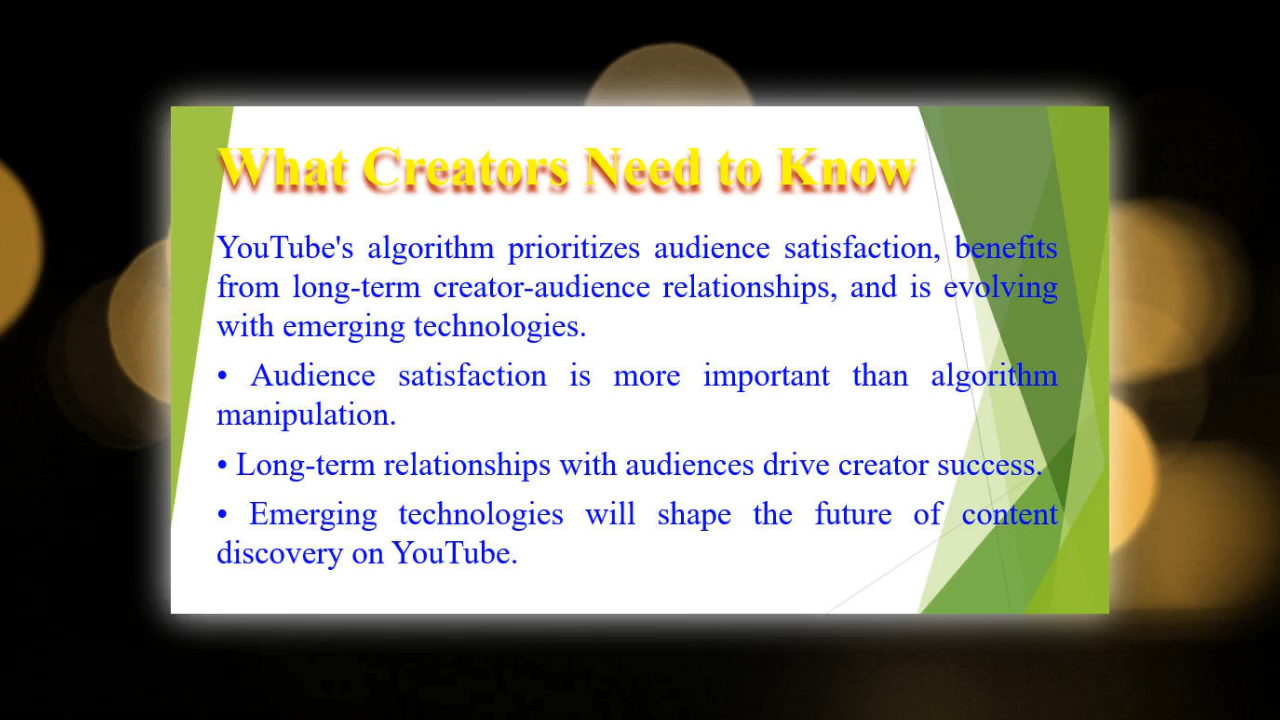 What Creators Need to Know
YouTube's algorithm prioritizes audience satisfaction, benefits
from long-term creator-audience relationships, and is evolving
with emerging technologies.
• Audience satisfaction is more important than algorithm
manipulation.
• Long-term relationships with audiences drive creator success.
• Emerging technologies will shape the future of content
discovery on YouTube.